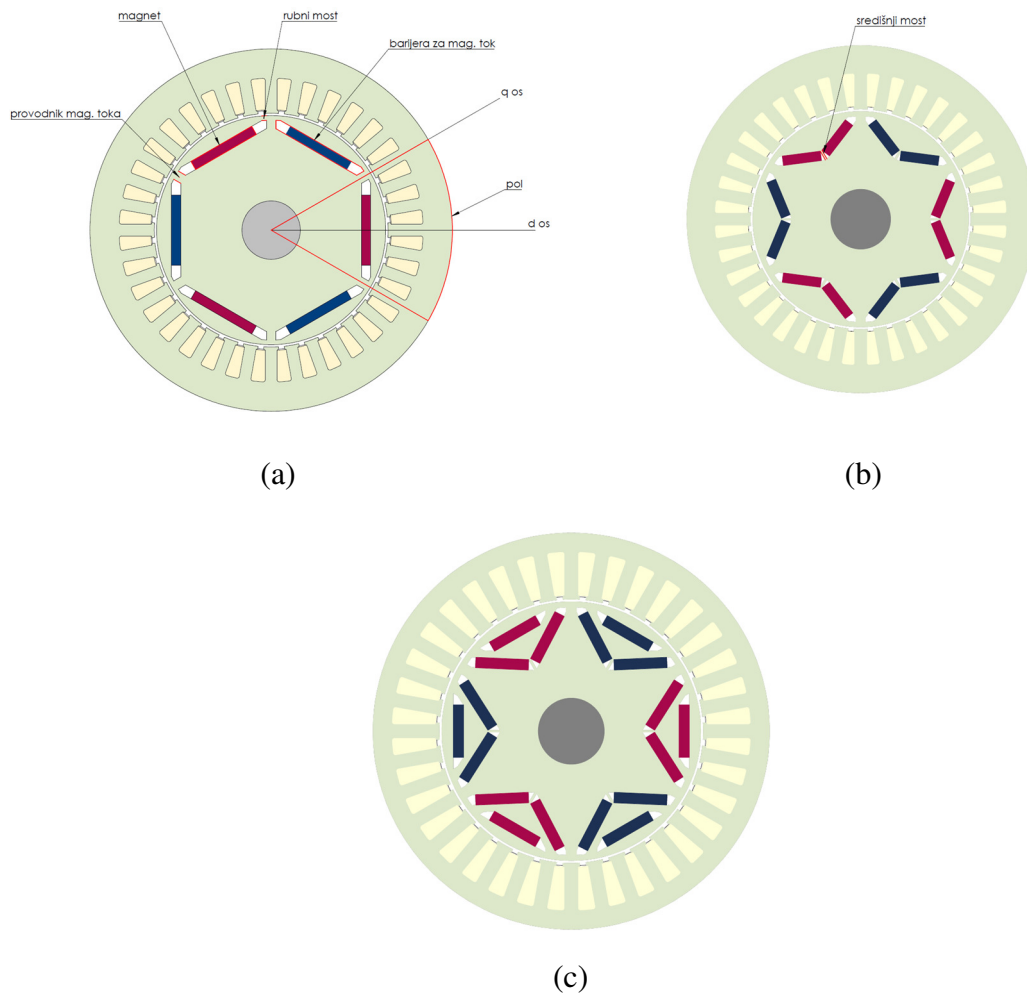 magnet
rubni most
barijera za mag. tok
provodnik mag. toka
q os
pol
d os
(a)
središnji most
(b)
(c)